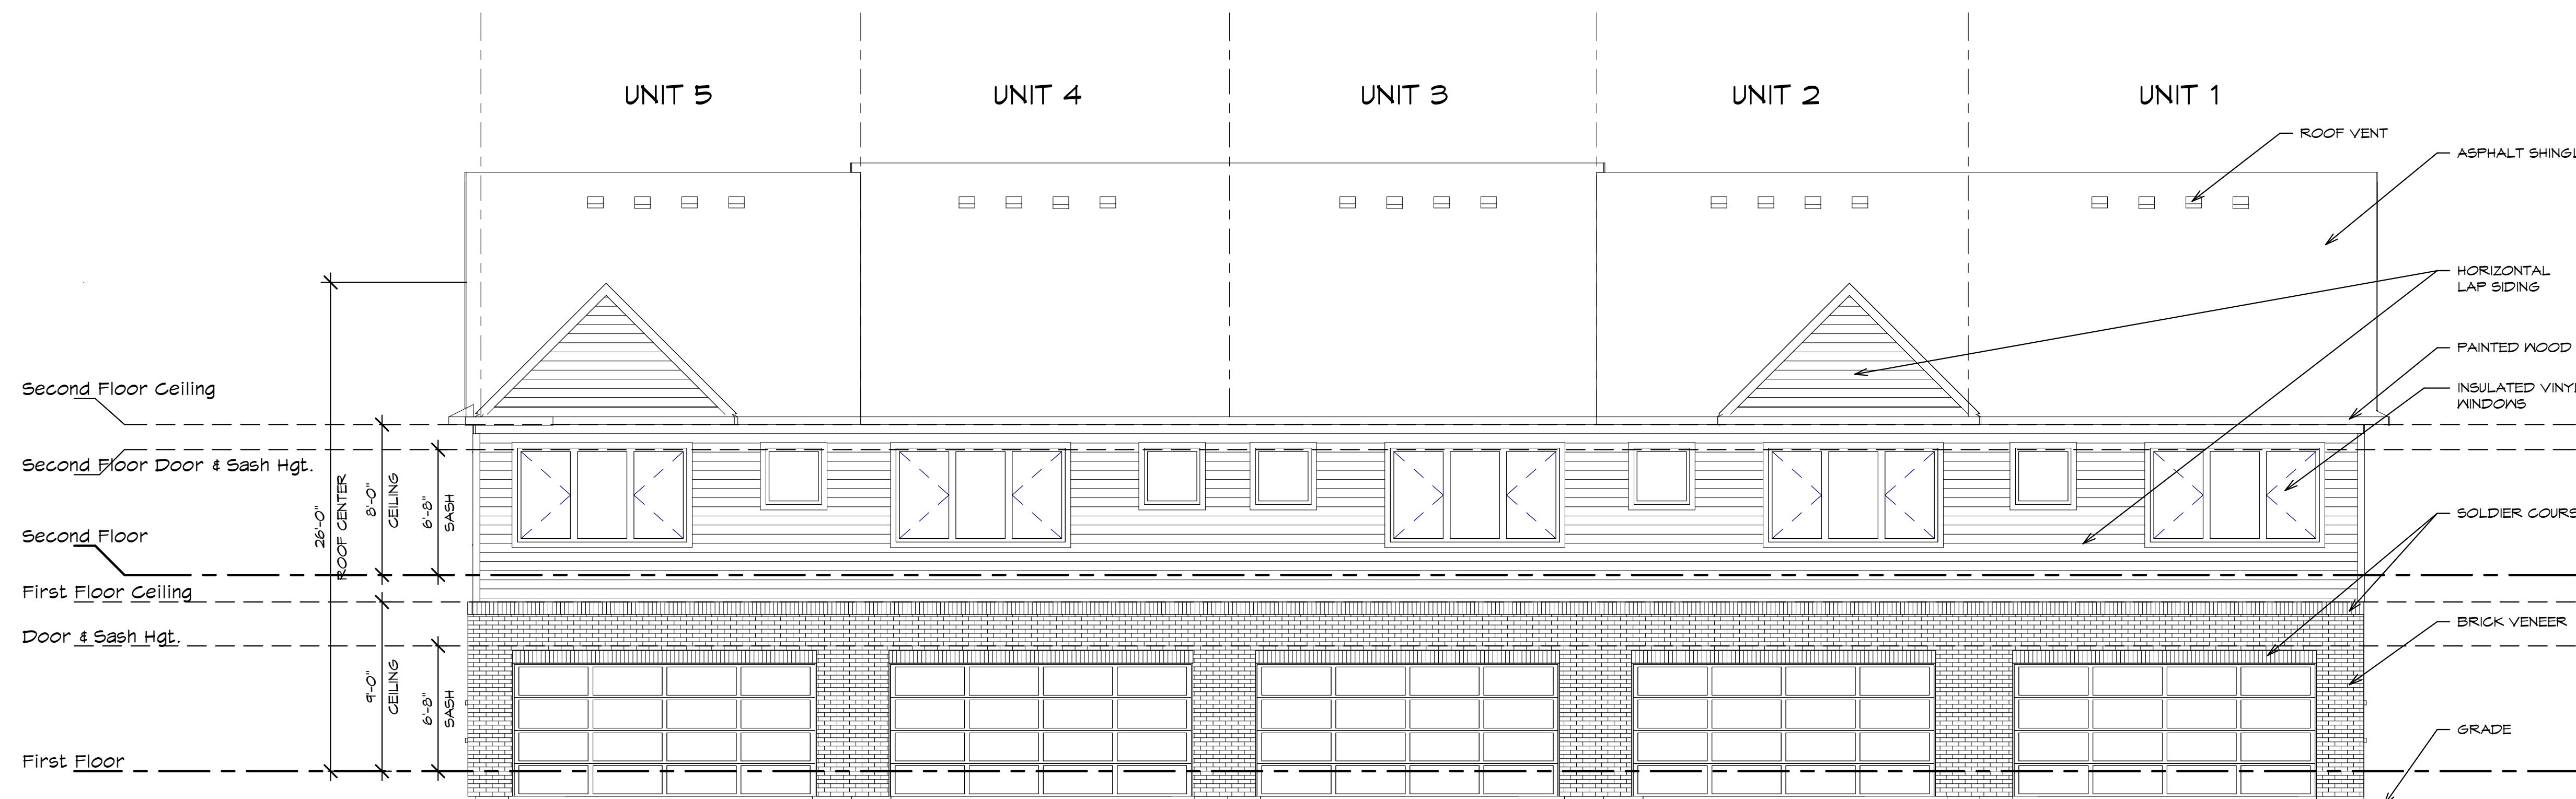 UNIT 5
UNIT 4
UNIT 3
UNIT 2
UNIT 1
ROOF VENT
ASPHALT SHINGL
HORIZONTAL
LAP SIDING
PAINTED WOOD
INSULATED VINY
WINDOWS
SOLDIER COURS
BRICK VENEER
GRADE
Second Floor Ceiling
Second Floor Door & Sash Hgt.
Second Floor
First Floor Ceiling
Door & Sash Hgt.
First Floor
26'-0"
ROOF CENTER
8'-0"
CEILING
6'-8"
SASH
9'-0"
CEILING
6'-8"
SASH